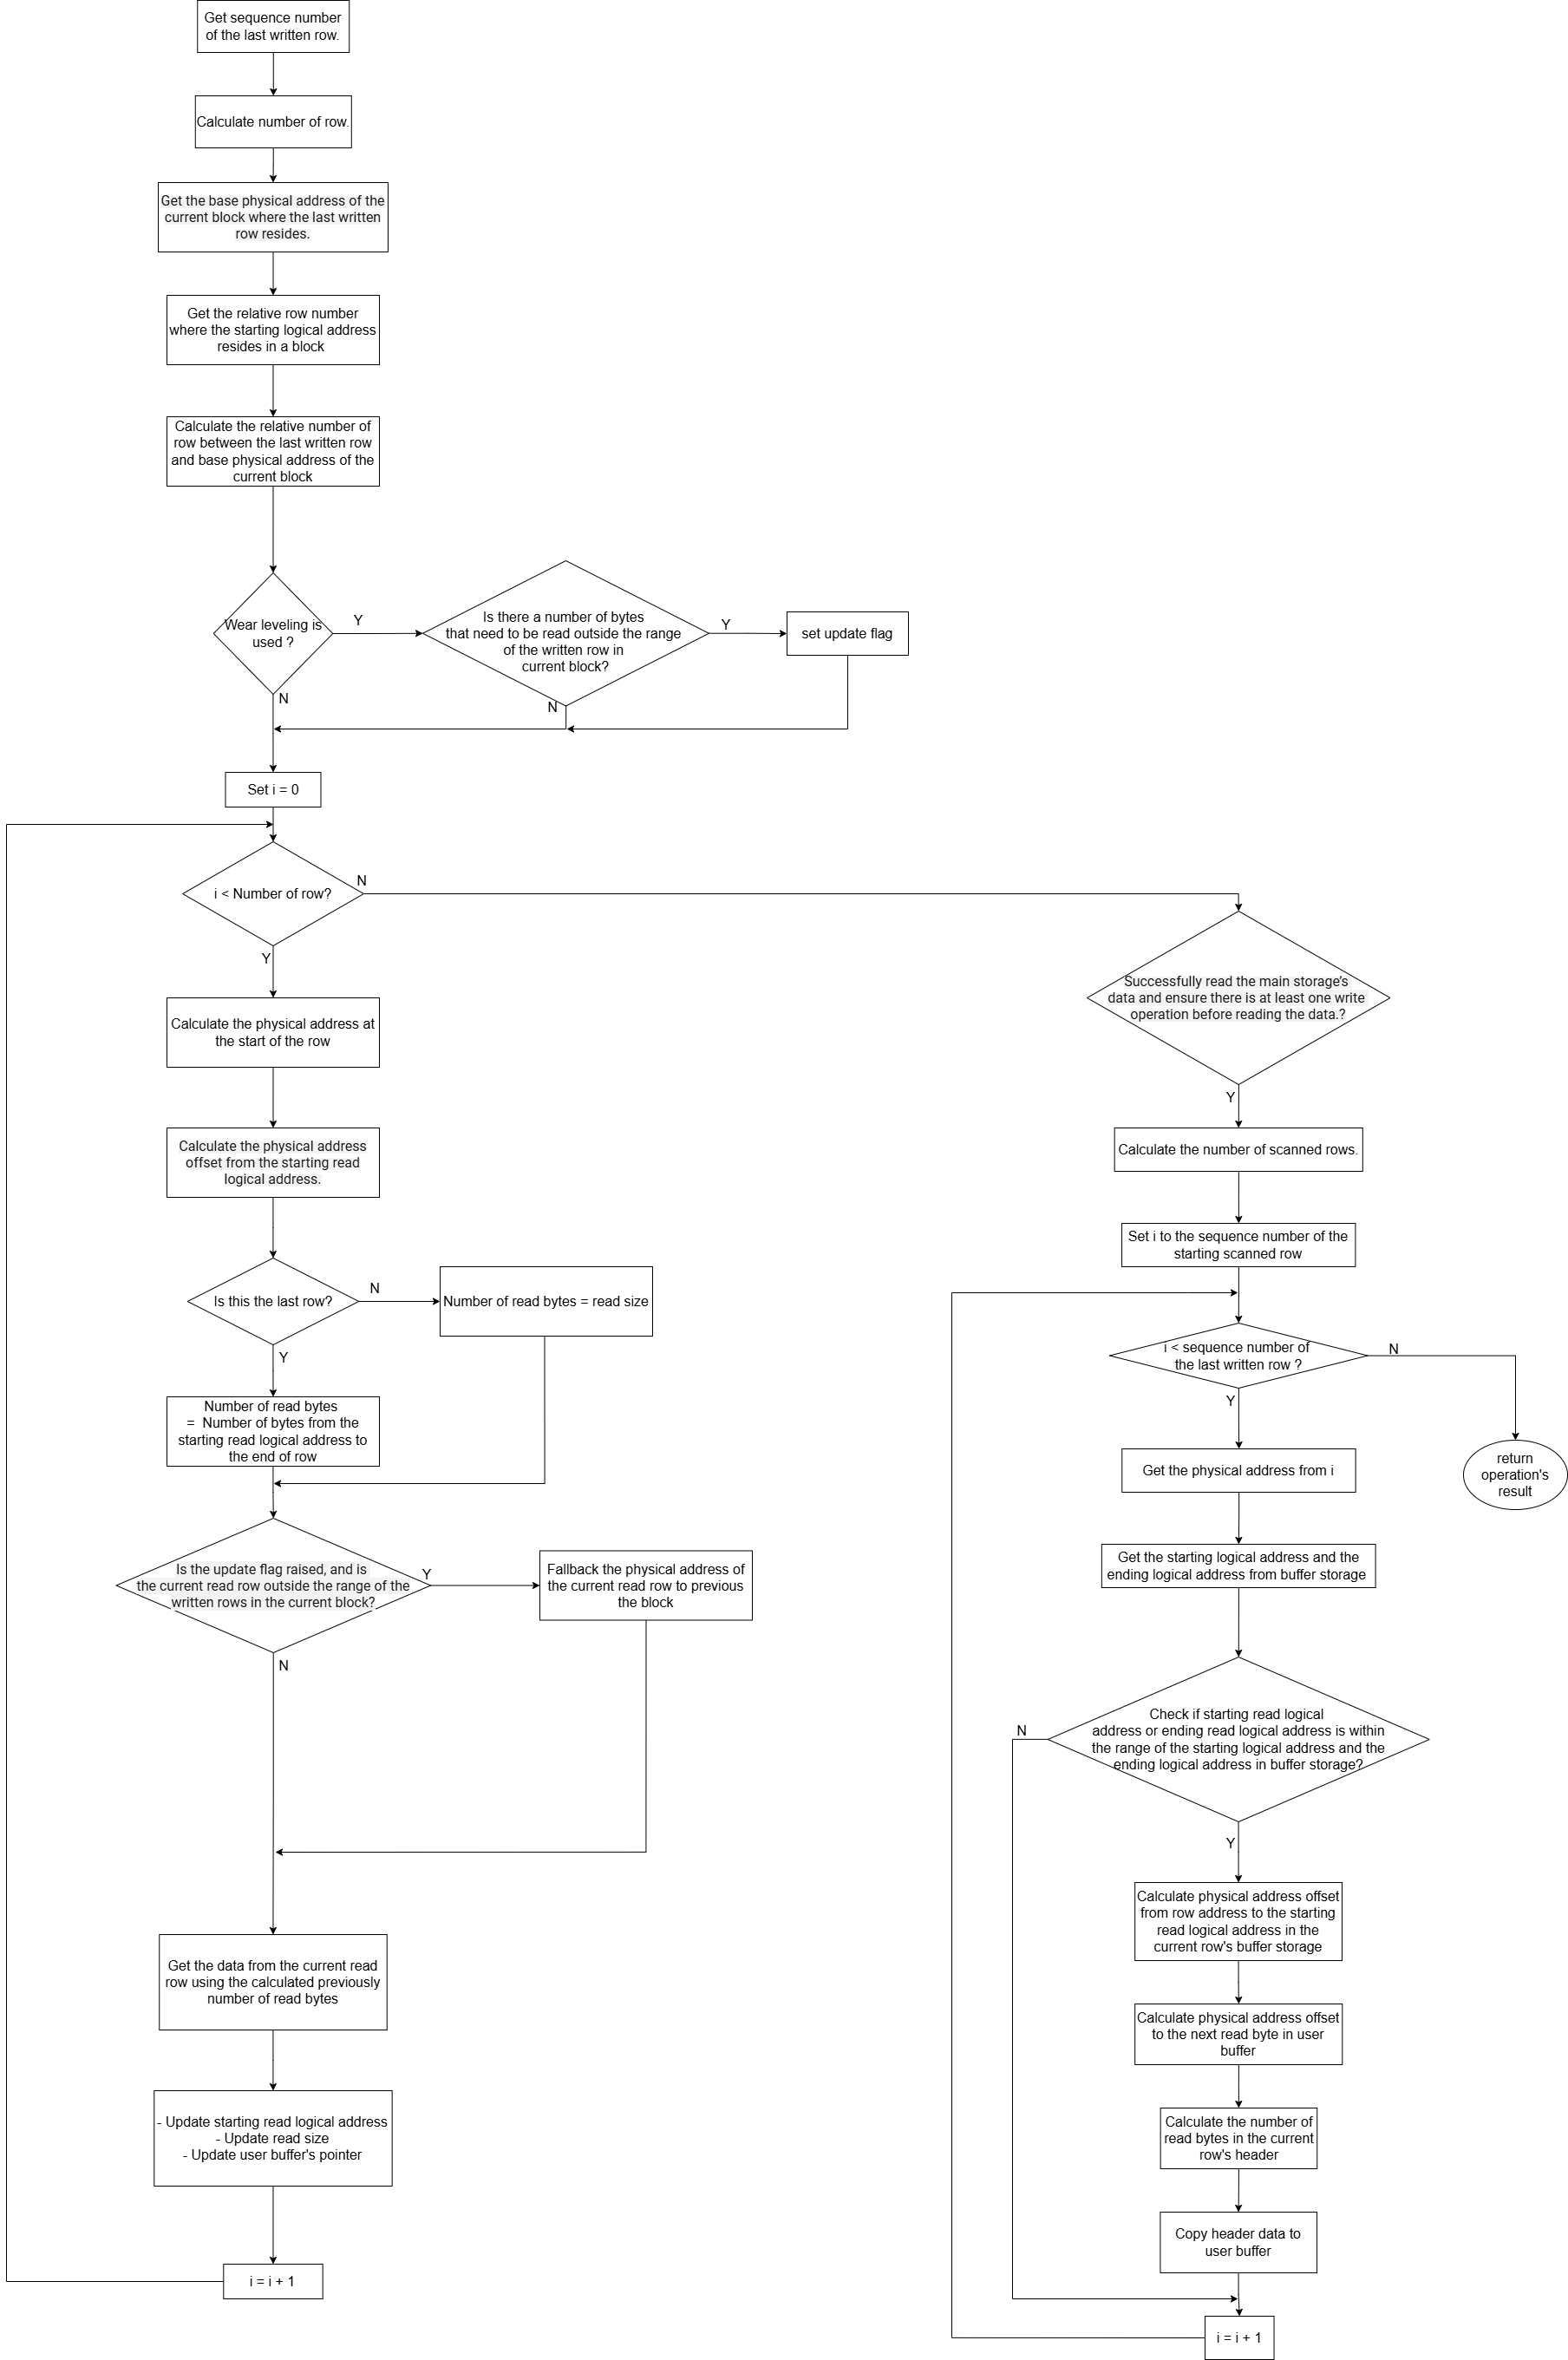 Get sequence number
of the last written row.
Calculate number of row.
Get the base physical address of the
current block where the last written
row resides.
Get the relative row number
where the starting logical address
resides in a block
Calculate the relative number of
row between the last written row
and base physical address of the
current block
Wear leveling is
used ?
Y
N
Is there a number of bytes
that need to be read outside the range
of the written row in
current block?
Y
N
set update flag
Set i = 0
i < Number of row?
N
Y
Calculate the physical address at
the start of the row
Calculate the physical address
offset from the starting read
logical address.
Is this the last row?
N
Y
Number of read bytes = read size
Number of read bytes
= Number of bytes from the
starting read logical address to
the end of row
Is the update flag raised, and is
the current read row outside the range of the
written rows in the current block?
Y
N
Fallback the physical address of
the current read row to previous
the block
Get the data from the current read
row using the calculated previously
number of read bytes
- Update starting read logical address
- Update read size
- Update user buffer's pointer
i = i + 1
Successfully read the main storage's
data and ensure there is at least one write
operation before reading the data.?
Y
Calculate the number of scanned rows.
Set i to the sequence number of the
starting scanned row
i < sequence number of
the last written row ?
N
Y
return
operation's
result
Get the physical address from i
Get the starting logical address and the
ending logical address from buffer storage
Check if starting read logical
address or ending read logical address is within
the range of the starting logical address and the
ending logical address in buffer storage?
N
Y
Calculate physical address offset
from row address to the starting
read logical address in the
current row's buffer storage
Calculate physical address offset
to the next read byte in user
buffer
Calculate the number of
read bytes in the current
row's header
Copy header data to
user buffer
i = i + 1